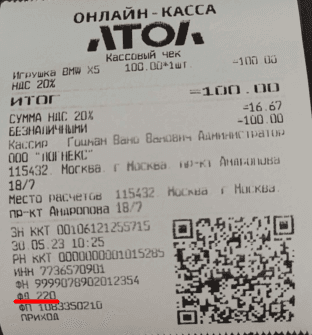 ОНЛАЙН-КАССА
АТОЛ
Кассовый чек
Игрушка BMW X5 100.00*1шт. =100.00
НДС 20%
ИТОГ =100.00
СУММА НДС 20% =16.67
БЕЗНАЛИЧНЫМИ =100.00
Кассир Гоцман Вано Ванович Администратор
ООО "ЛОГНЕКС"
115432. Москва. г Москва. пр-кт Андропова
18/7
Место расчетов 115432. Москва. г Москва.
пр-кт Андропова 18/7
ЗН ККТ 00106121255715
30.05.23 10:25
РН ККТ 0000000001015285
ИНН 7736570901
ФН 9999078902012354
ФД 220
ФП 1083350210
ПРИХОД